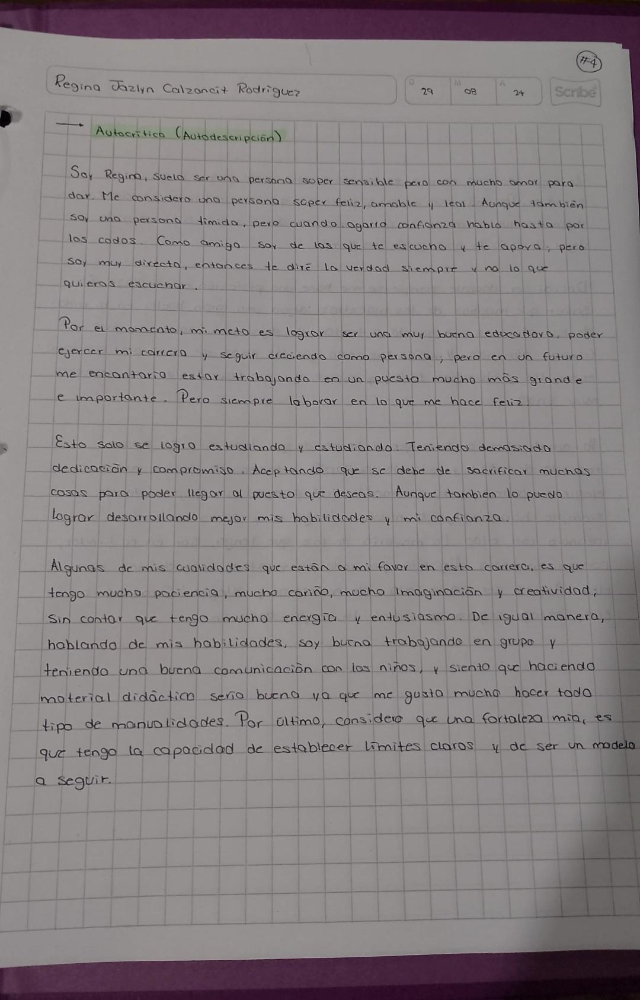 #4
Regina Jazlyn Calzoncit Rodriguez
D 29 M 08 A 24 Scribe
→ Autocrítica (Autodescripción)
Soy Regina, suelo ser una persona super sensible pero con mucho amor para
dar. Me considero una persona super feliz, amable y leal. Aunque también
soy una persona timida, pero cuando agarro confianza hablo hasta por
los codos. Como amiga soy de las que te escucha y te apoya; pero
soy muy directa, entonces te diré la verdad siempre y no lo que
quieras escuchar.
Por el momento, mi meta es lograr ser una muy buena educadora, poder
ejercer mi carrera y seguir creciendo como persona; pero en un futuro
me encantaría estar trabajando en un puesto mucho más grande
e importante. Pero siempre laborar en lo que me hace feliz.
Esto solo se logra estudiando y estudiando. Teniendo demasiada
dedicación y compromiso. Aceptando que se debe de sacrificar muchas
cosas para poder llegar al puesto que deseas. Aunque tambien lo puedo
lograr desarrollando mejor mis habilidades y mi confianza.
Algunas de mis cualidades que están a mi favor en esta carrera, es que
tengo mucha paciencia, mucho cariño, mucha imaginación y creatividad;
sin contar que tengo mucha energía y entusiasmo. De igual manera,
hablando de mis habilidades, soy buena trabajando en grupo y
teniendo una buena comunicación con los niños, y siento que haciendo
material didáctico sería buena ya que me gusta mucho hacer todo
tipo de manualidades. Por último, considero que una fortaleza mia, es
que tengo la capacidad de establecer límites claros y de ser un modelo
a seguir.